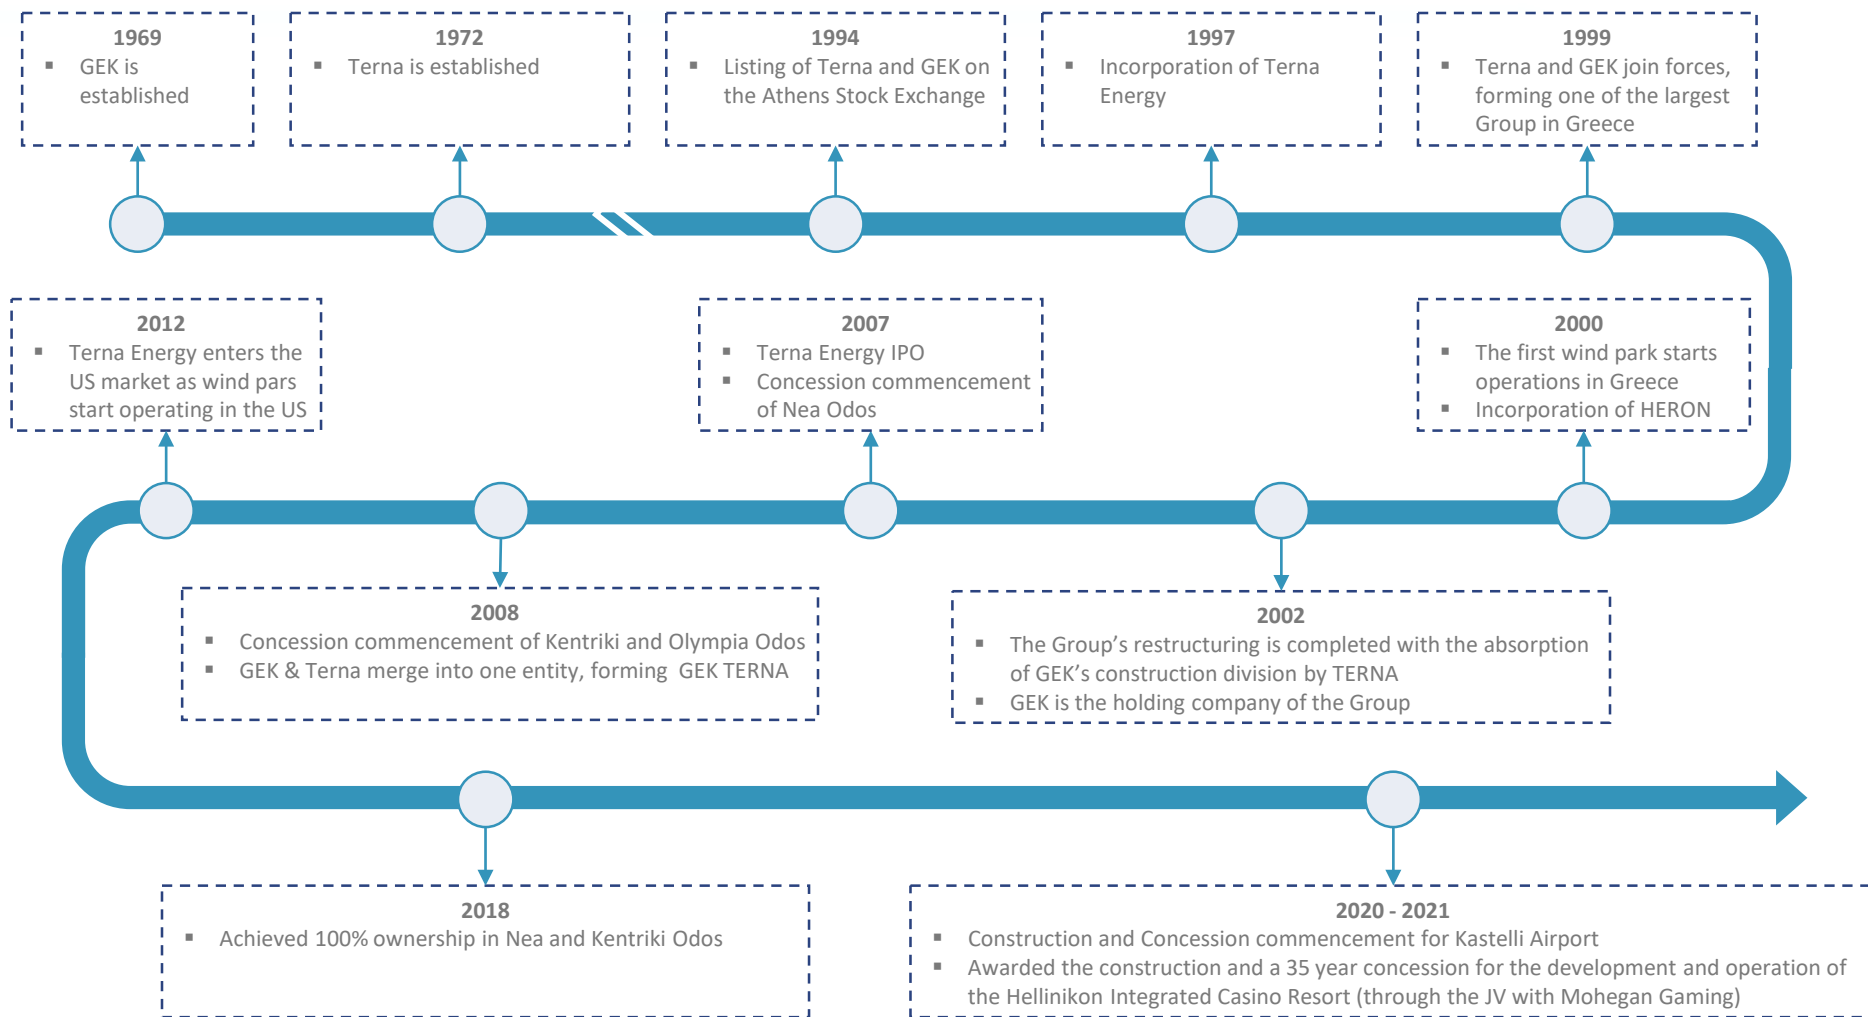 1969
▪ GEK is
established
1972
▪ Terna is established
1994
▪ Listing of Terna and GEK on
the Athens Stock Exchange
1997
▪ Incorporation of Terna
Energy
1999
▪ Terna and GEK join forces,
forming one of the largest
Group in Greece
2000
▪ The first wind park starts
operations in Greece
▪ Incorporation of HERON
2002
▪ The Group’s restructuring is completed with the absorption
of GEK’s construction division by TERNA
▪ GEK is the holding company of the Group
2007
▪ Terna Energy IPO
▪ Concession commencement
of Nea Odos
2008
▪ Concession commencement of Kentriki and Olympia Odos
▪ GEK & Terna merge into one entity, forming GEK TERNA
2012
▪ Terna Energy enters the
US market as wind pars
start operating in the US
2018
▪ Achieved 100% ownership in Nea and Kentriki Odos
2020 - 2021
▪ Construction and Concession commencement for Kastelli Airport
▪ Awarded the construction and a 35 year concession for the development and operation of
the Hellinikon Integrated Casino Resort (through the JV with Mohegan Gaming)